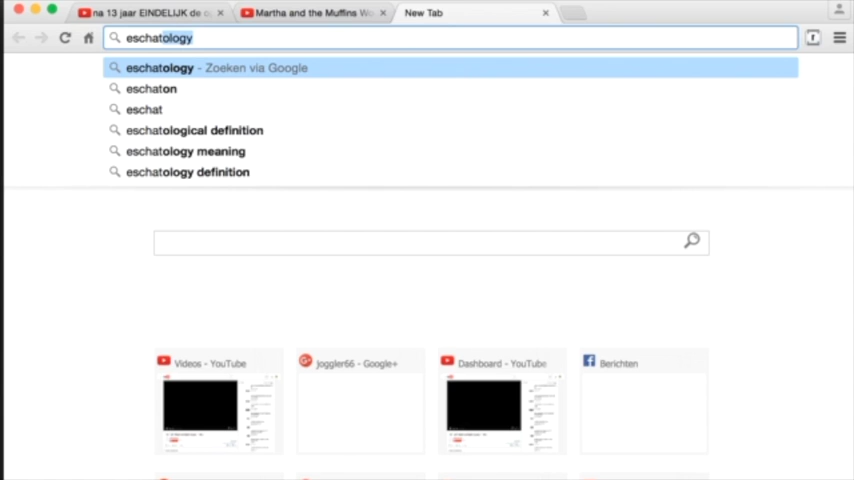 na 13 jaar EINDELIJK de o
Martha and the Muffins Wo
New Tab
eschatology
eschatology - Zoeken via Google
eschaton
eschat
eschatological definition
eschatology meaning
eschatology definition
Videos - YouTube
joggler66 - Google+
Dashboard - YouTube
Berichten